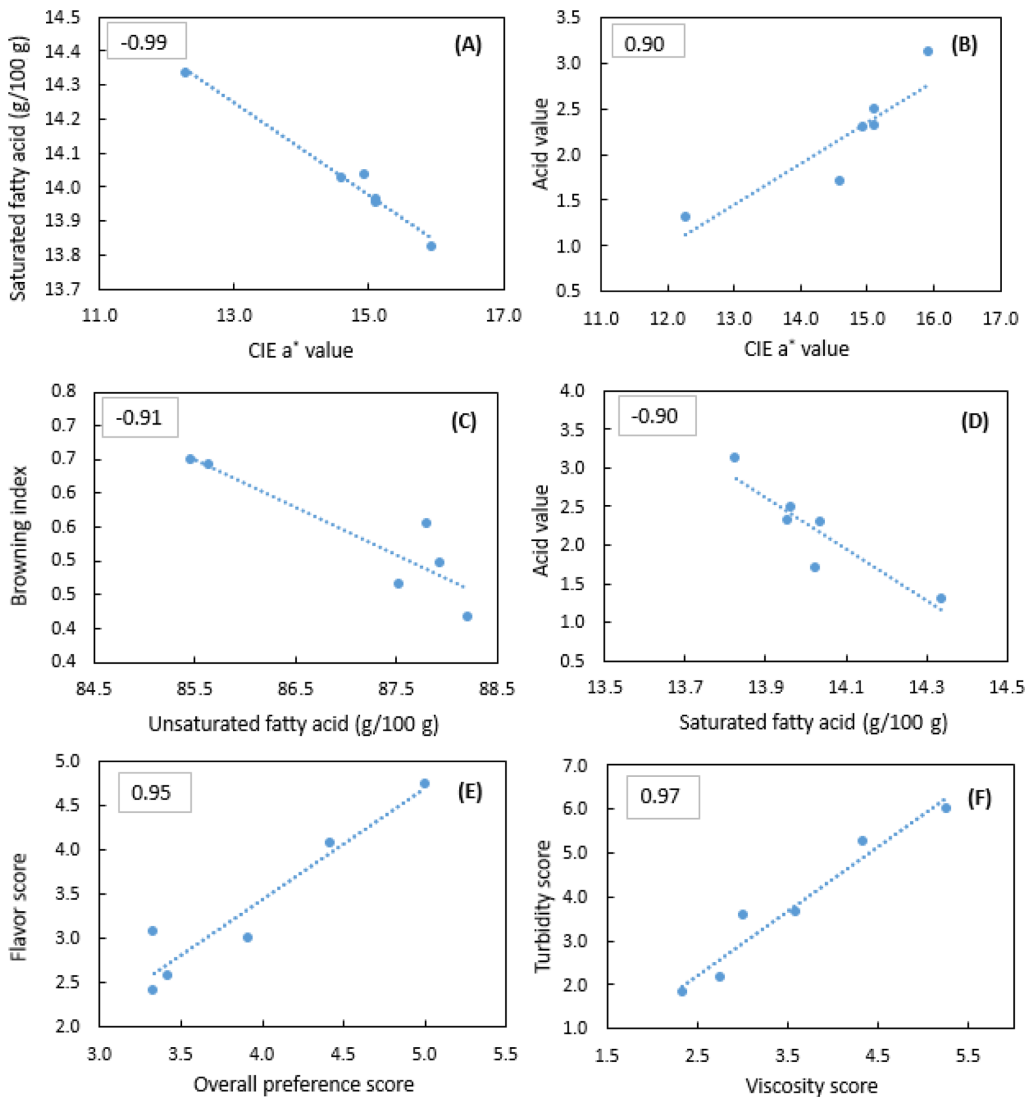 -0.99
(A)
Saturated fatty acid (g/100 g)
14.5
14.4
14.3
14.2
14.1
14.0
13.9
13.8
13.7
11.0 13.0 15.0 17.0
CIE a* value
0.90
(B)
Acid value
3.5
3.0
2.5
2.0
1.5
1.0
0.5
11.0 12.0 13.0 14.0 15.0 16.0 17.0
CIE a* value
-0.91
(C)
Browning index
0.8
0.7
0.7
0.6
0.6
0.5
0.5
0.4
0.4
84.5 85.5 86.5 87.5 88.5
Unsaturated fatty acid (g/100 g)
-0.90
(D)
Acid value
4.0
3.5
3.0
2.5
2.0
1.5
1.0
0.5
13.5 13.7 13.9 14.1 14.3 14.5
Saturated fatty acid (g/100 g)
0.95
(E)
Flavor score
5.0
4.5
4.0
3.5
3.0
2.5
2.0
3.0 3.5 4.0 4.5 5.0 5.5
Overall preference score
0.97
(F)
Turbidity score
7.0
6.0
5.0
4.0
3.0
2.0
1.0
1.5 2.5 3.5 4.5 5.5
Viscosity score